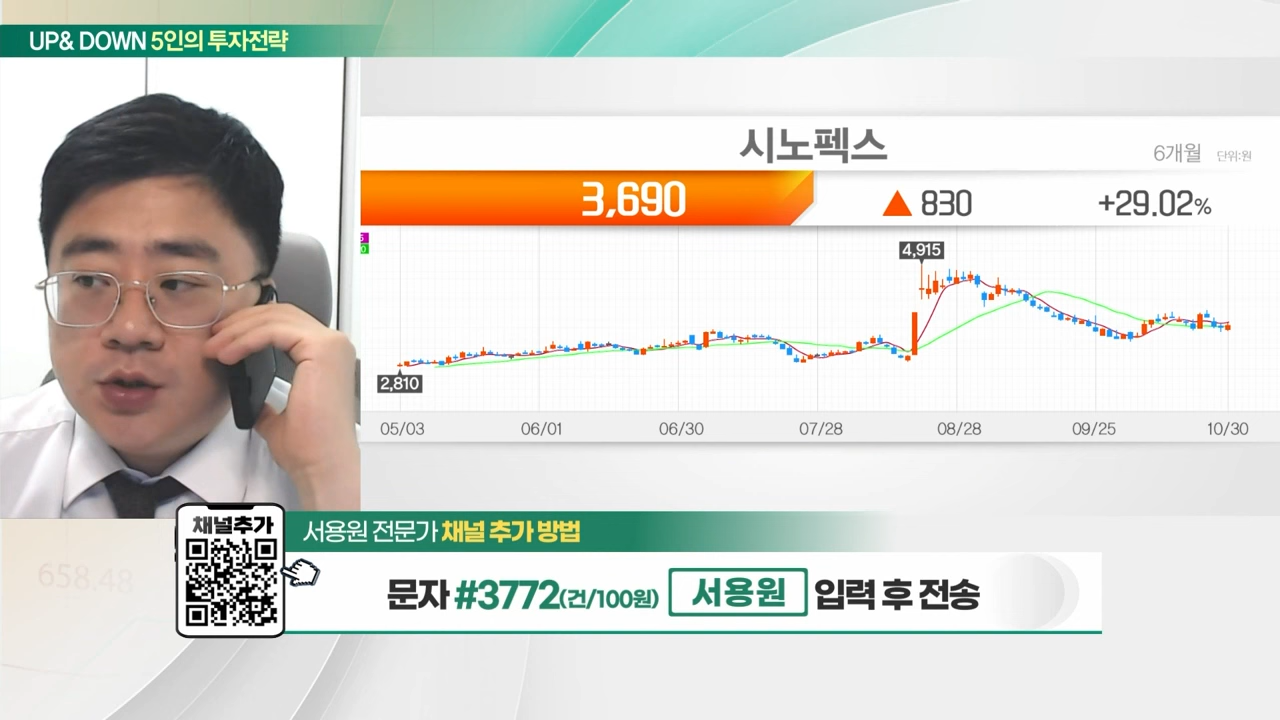 UP& DOWN 5인의 투자전략
시노펙스
6개월 단위:원
3,690 ▲ 830 +29.02%
4,915
2,810
05/03 06/01 06/30 07/28 08/28 09/25 10/30
채널추가
서용원 전문가 채널 추가 방법
문자 #3772(건/100원) 서용원 입력 후 전송
658.48